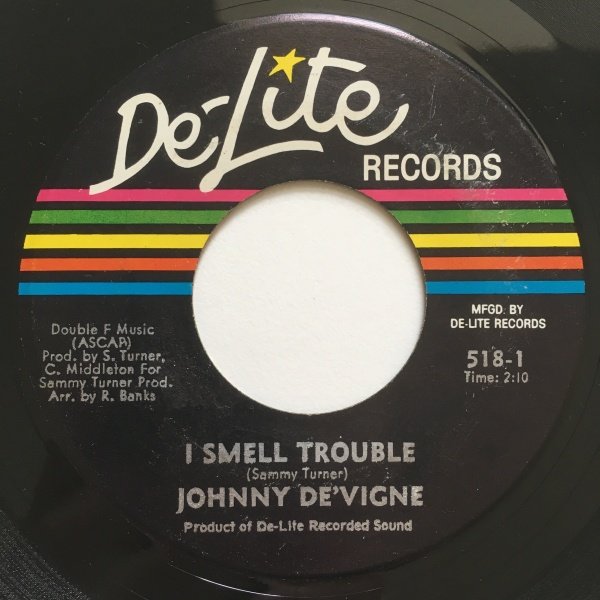 De-Lite
RECORDS
MFGD. BY
DE-LITE RECORDS
518-1
Time: 2:10
Double F Music
(ASCAP)
Prod. by S. Turner,
C. Middleton For
Sammy Turner Prod.
Arr. by R. Banks
I SMELL TROUBLE
(Sammy Turner)
JOHNNY DE'VIGNE
Product of De-Lite Recorded Sound